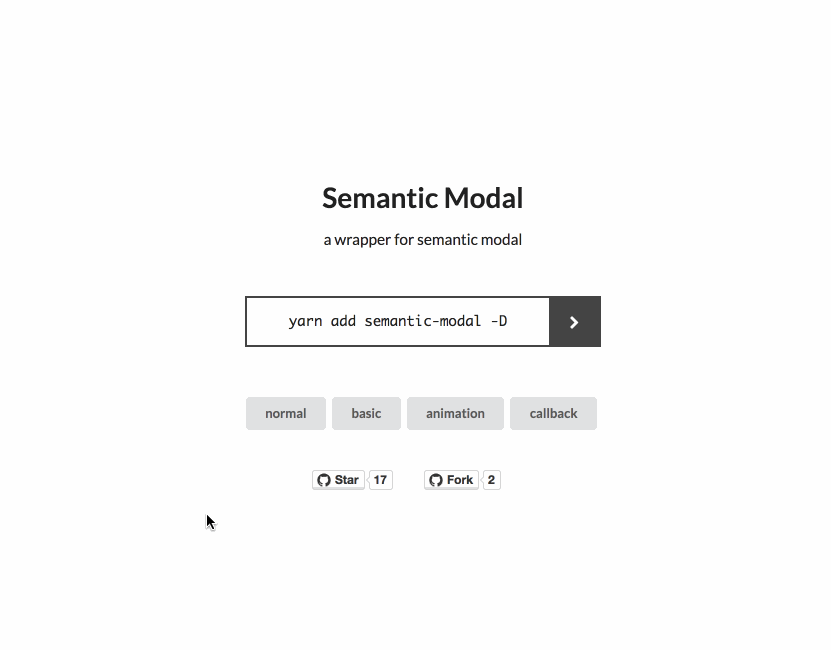 Semantic Modal
a wrapper for semantic modal
yarn add semantic-modal -D
normal basic animation callback
Star 17 Fork 2